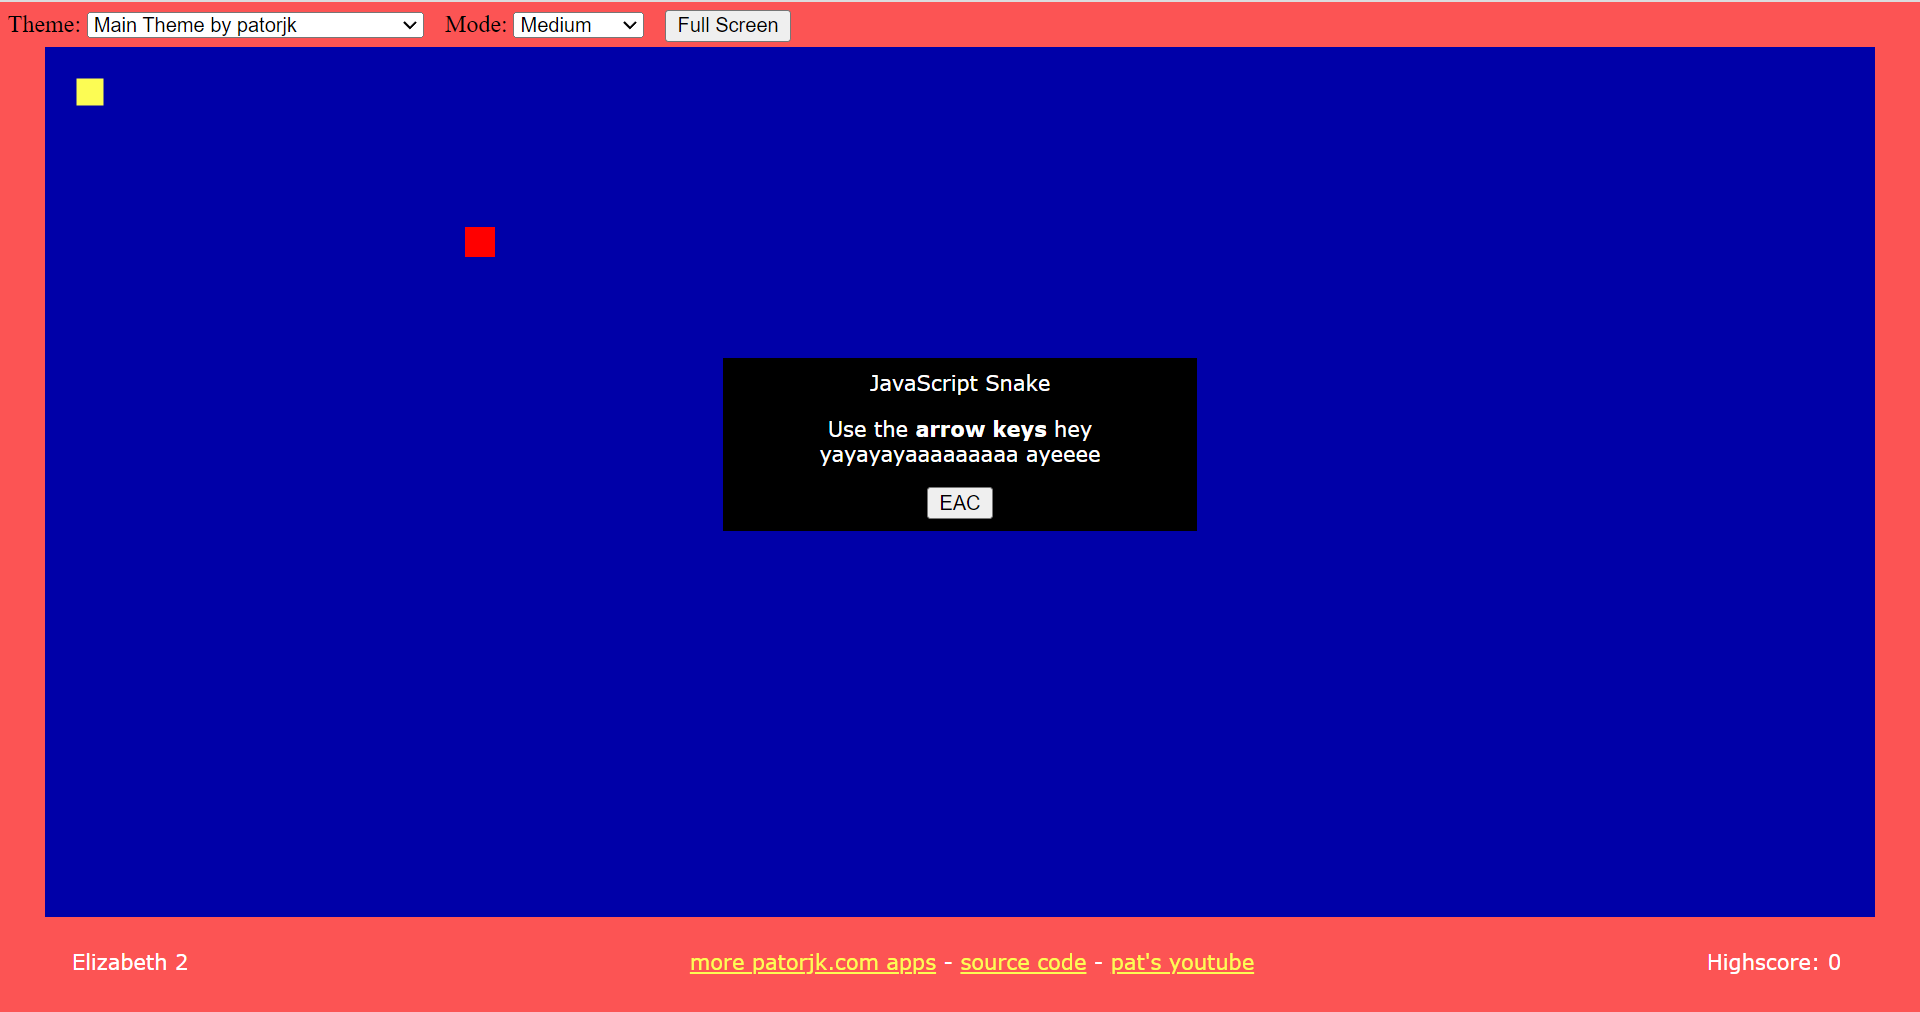 Theme: Main Theme by patorjk Mode: Medium Full Screen
JavaScript Snake
Use the arrow keys hey
yayayayaaaaaaaaa ayeeee
EAC
Elizabeth 2 more patorjk.com apps - source code - pat's youtube Highscore: 0